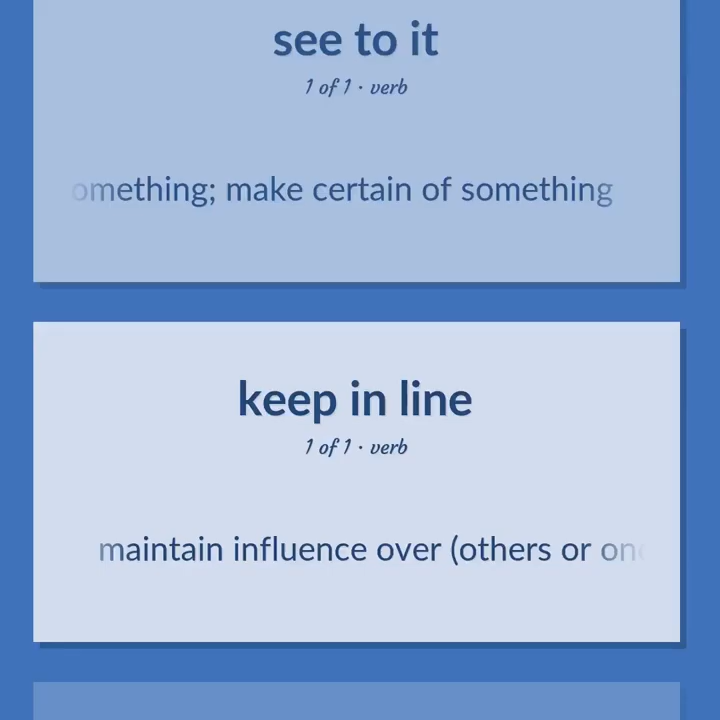 see to it
1 of 1 · verb
omething; make certain of something
keep in line
1 of 1 · verb
maintain influence over (others or